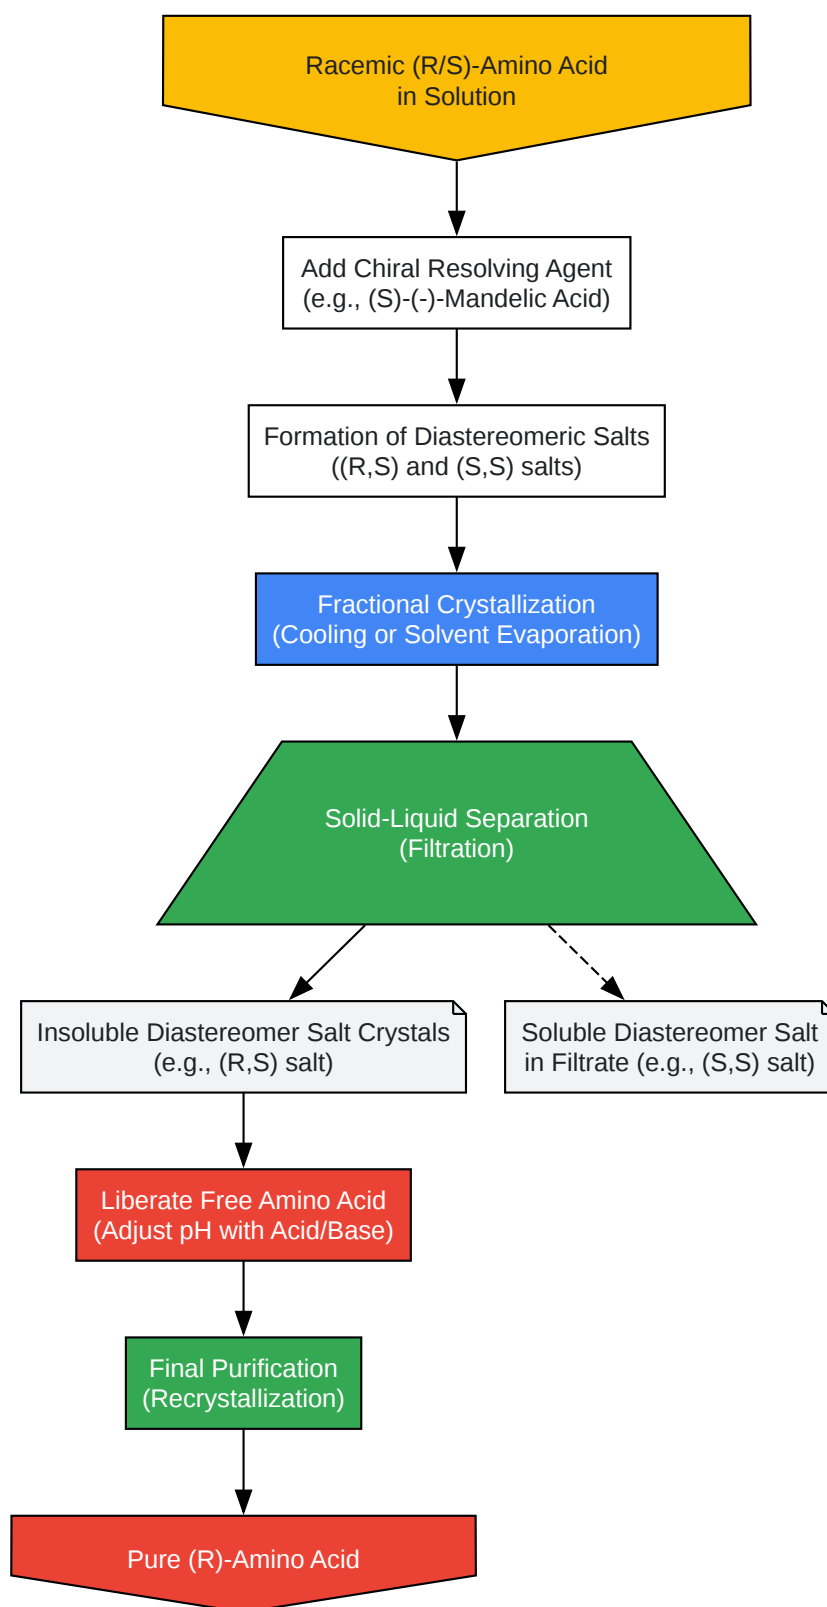 Racemic (R/S)-Amino Acid
in Solution
Add Chiral Resolving Agent
(e.g., (S)-(-)-Mandelic Acid)
Formation of Diastereomeric Salts
((R,S) and (S,S) salts)
Fractional Crystallization
(Cooling or Solvent Evaporation)
Solid-Liquid Separation
(Filtration)
Insoluble Diastereomer Salt Crystals
(e.g., (R,S) salt)
Soluble Diastereomer Salt
in Filtrate (e.g., (S,S) salt)
Liberate Free Amino Acid
(Adjust pH with Acid/Base)
Final Purification
(Recrystallization)
Pure (R)-Amino Acid